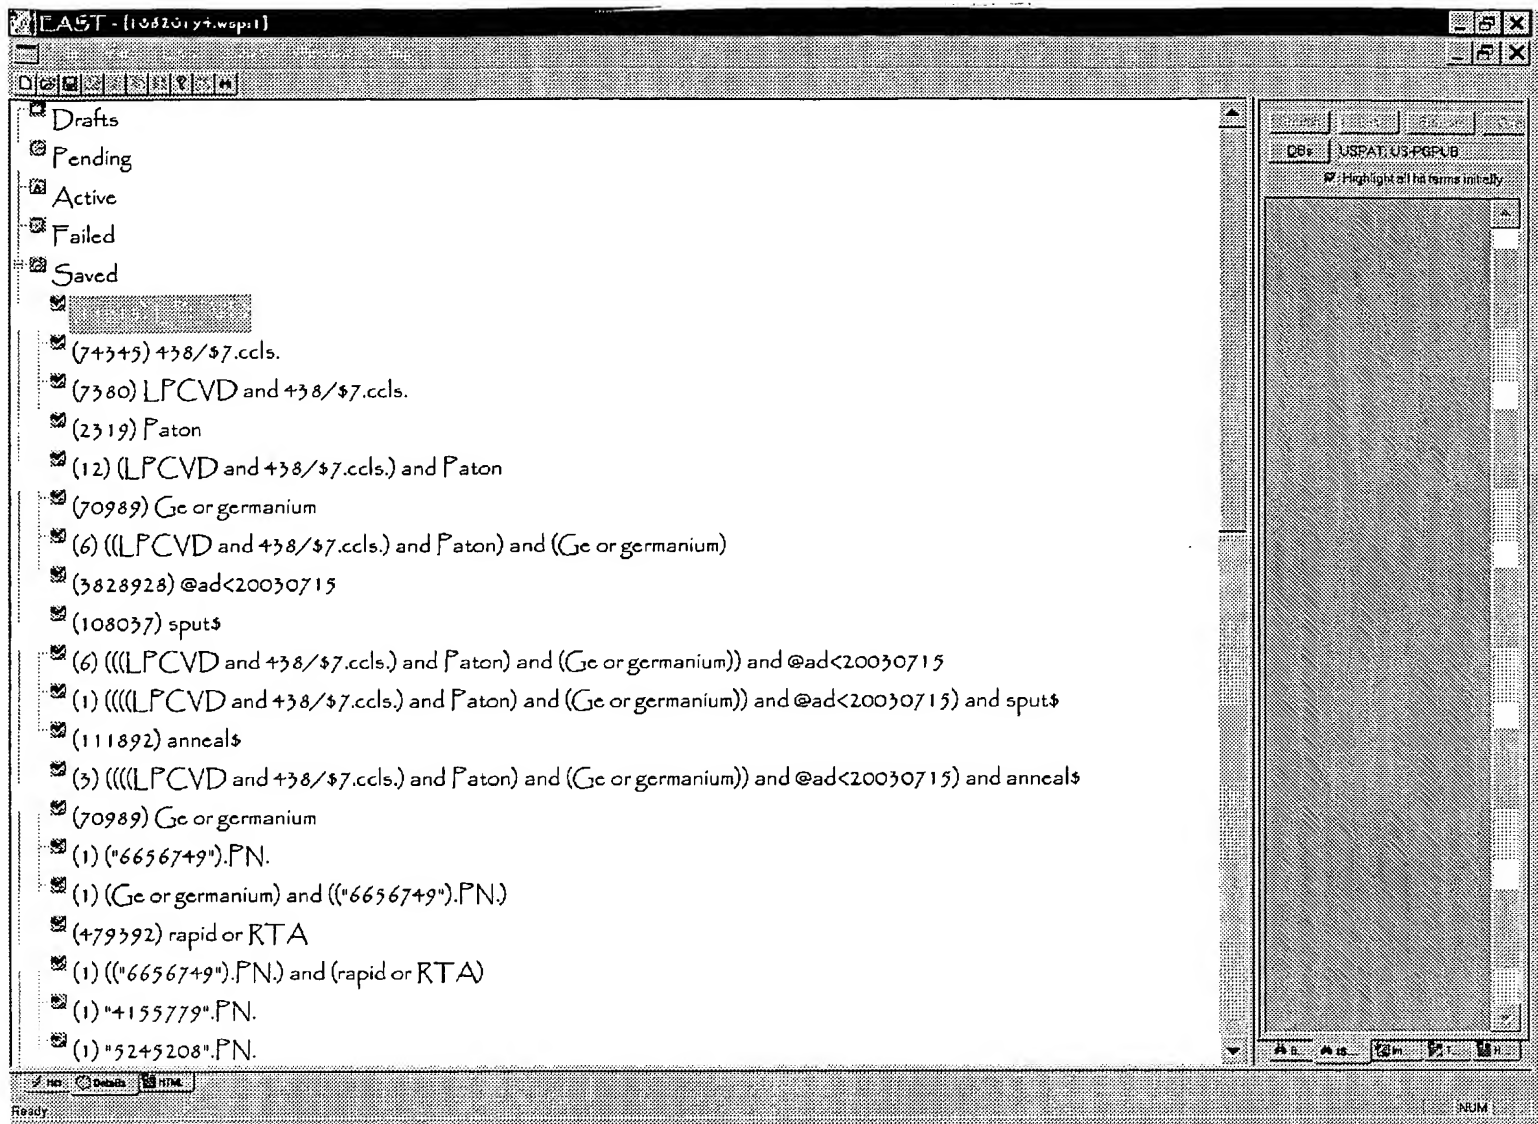 EAST - [10820194.wsp:1]
Drafts
Pending
Active
Failed
Saved
(74345) 438/$7.ccls.
(7380) LPCVD and 438/$7.ccls.
(2319) Paton
(12) (LPCVD and 438/$7.ccls.) and Paton
(70989) Ge or germanium
(6) ((LPCVD and 438/$7.ccls.) and Paton) and (Ge or germanium)
(3828928) @ad<20030715
(108037) sput$
(6) (((LPCVD and 438/$7.ccls.) and Paton) and (Ge or germanium)) and @ad<20030715
(1) ((((LPCVD and 438/$7.ccls.) and Paton) and (Ge or germanium)) and @ad<20030715) and sput$
(111892) anneal$
(3) ((((LPCVD and 438/$7.ccls.) and Paton) and (Ge or germanium)) and @ad<20030715) and anneal$
(70989) Ge or germanium
(1) ("6656749").PN.
(1) (Ge or germanium) and (("6656749").PN.)
(479392) rapid or RTA
(1) (("6656749").PN.) and (rapid or RTA)
(1) "4155779".PN.
(1) "5245208".PN.
DBs USPAT; US-PGPUB
Highlight all hit terms initially
B... IS... Im... T... H...
Hits Details HTML
Ready NUM